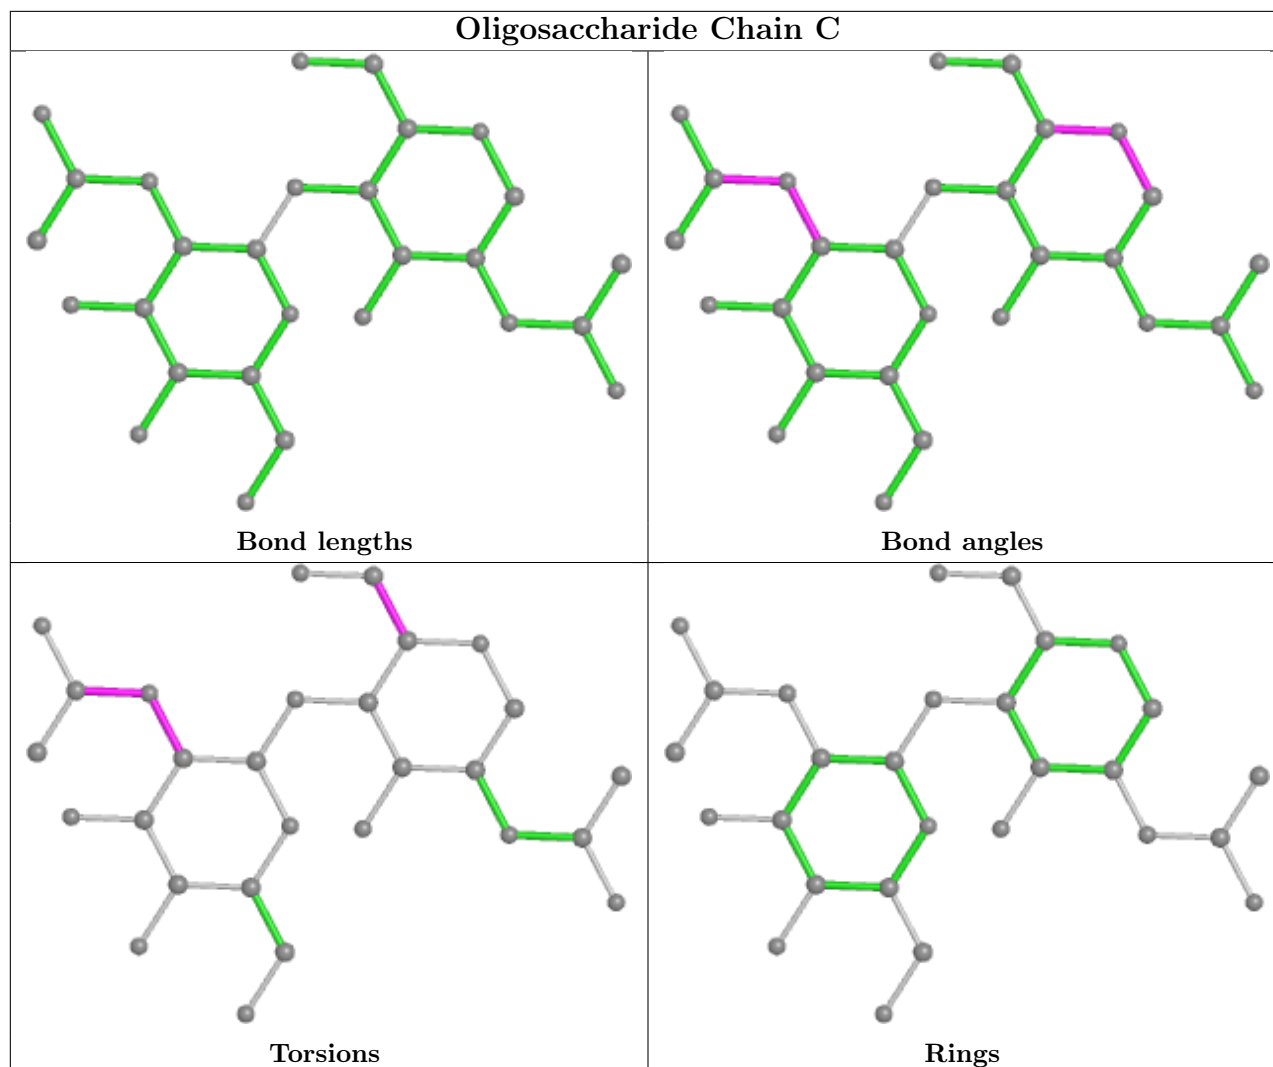 Oligosaccharide Chain C
Bond lengths
Bond angles
Torsions
Rings